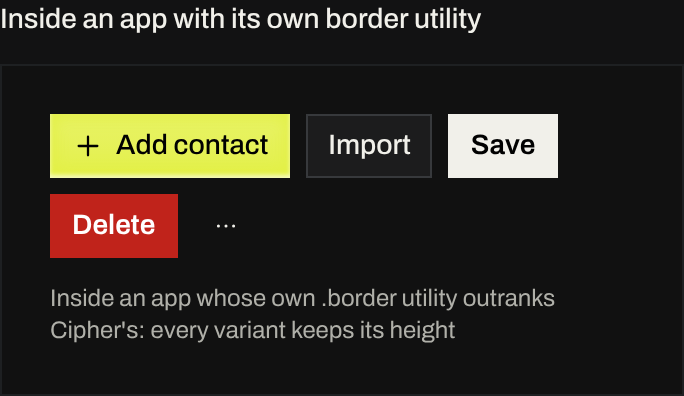 Inside an app with its own border utility
+ Add contact Import Save
Delete ...
Inside an app whose own .border utility outranks
Cipher's: every variant keeps its height